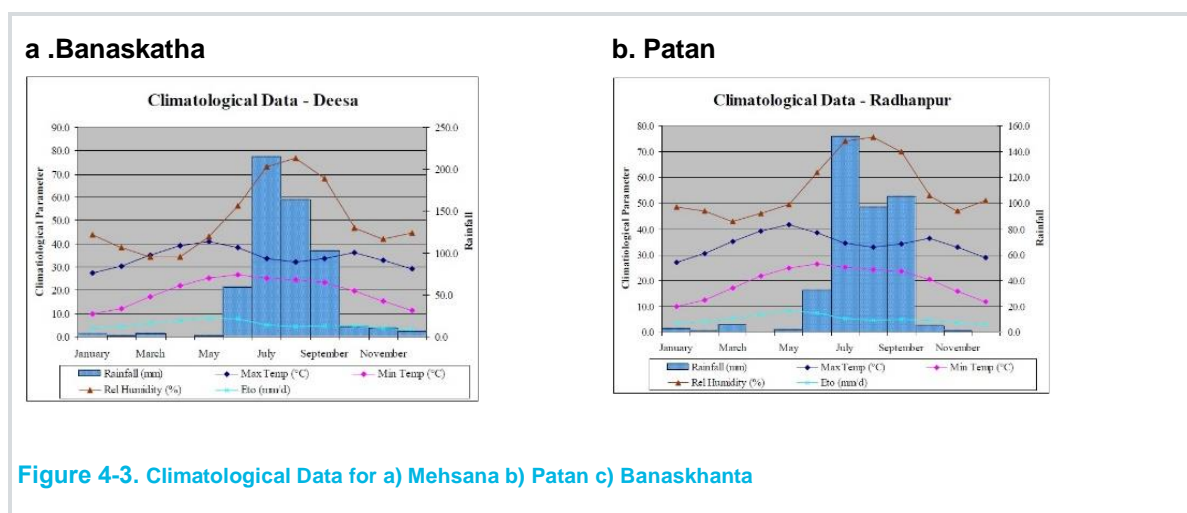 a .Banaskatha
Climatological Data - Deesa
90.0
80.0
70.0
60.0
50.0
40.0
30.0
20.0
10.0
0.0
Climatiological Parameter
250.0
200.0
150.0
100.0
50.0
0.0
Rainfall
January March May July September November
Rainfall (mm) Max Temp (°C) Min Temp (°C)
Rel Humidity (%) Eto (mm/d)
b. Patan
Climatological Data - Radhanpur
80.0
70.0
60.0
50.0
40.0
30.0
20.0
10.0
0.0
Climatiological Parameter
160.0
140.0
120.0
100.0
80.0
60.0
40.0
20.0
0.0
Rainfall
January March May July September November
Rainfall (mm) Max Temp (°C) Min Temp (°C)
Rel Humidity (%) Eto (mm/d)
Figure 4-3. Climatological Data for a) Mehsana b) Patan c) Banaskhanta